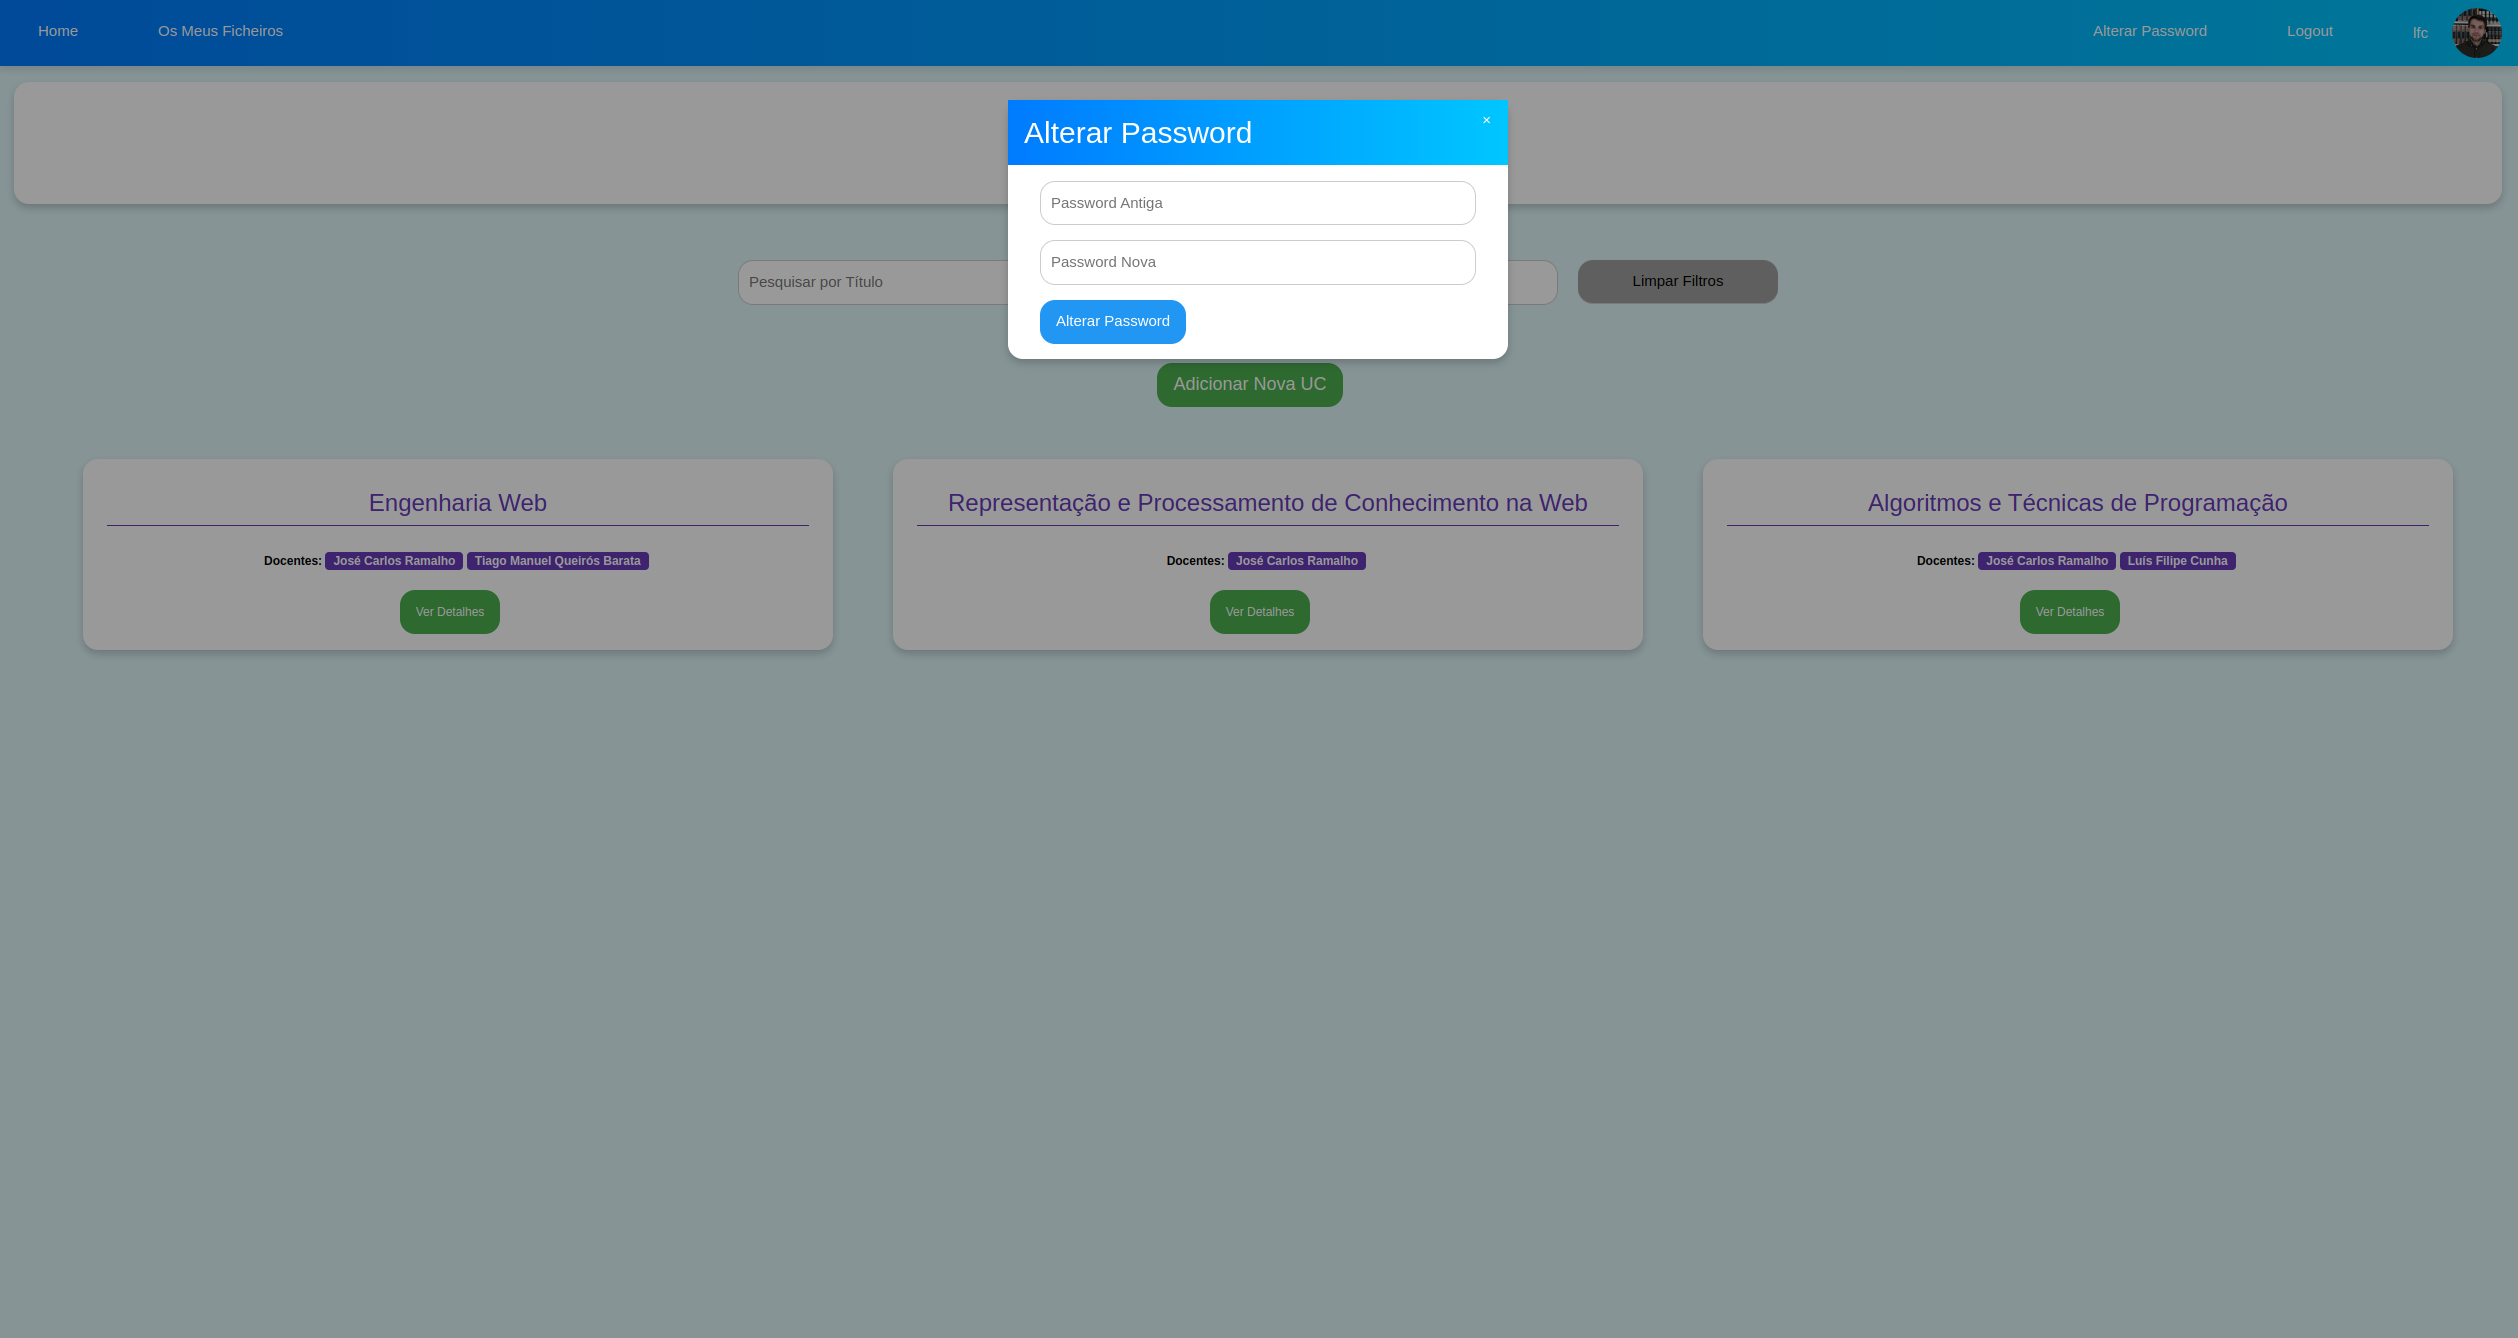 Home
Os Meus Ficheiros
Alterar Password
Logout
lfc
Alterar Password
×
Password Antiga
Password Nova
Alterar Password
Pesquisar por Título
Limpar Filtros
Adicionar Nova UC
Engenharia Web
Docentes: José Carlos Ramalho Tiago Manuel Queirós Barata
Ver Detalhes
Representação e Processamento de Conhecimento na Web
Docentes: José Carlos Ramalho
Ver Detalhes
Algoritmos e Técnicas de Programação
Docentes: José Carlos Ramalho Luís Filipe Cunha
Ver Detalhes